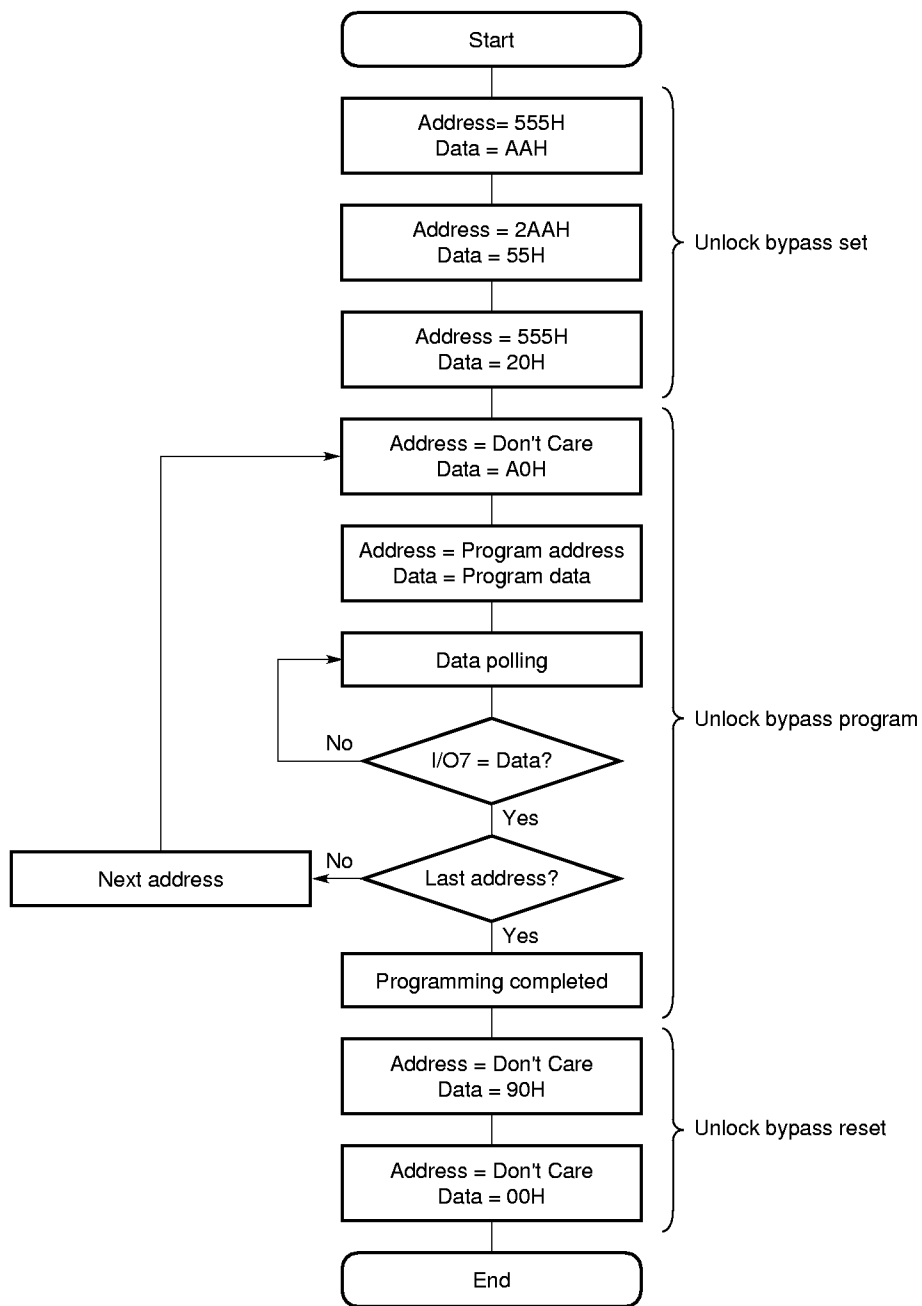 Start
Address= 555H
Data = AAH
Address = 2AAH
Data = 55H
Unlock bypass set
Address = 555H
Data = 20H
Address = Don't Care
Data = A0H
Address = Program address
Data = Program data
Data polling
Unlock bypass program
No
I/O7 = Data?
Yes
Next address
No
Last address?
Yes
Programming completed
Address = Don't Care
Data = 90H
Unlock bypass reset
Address = Don't Care
Data = 00H
End